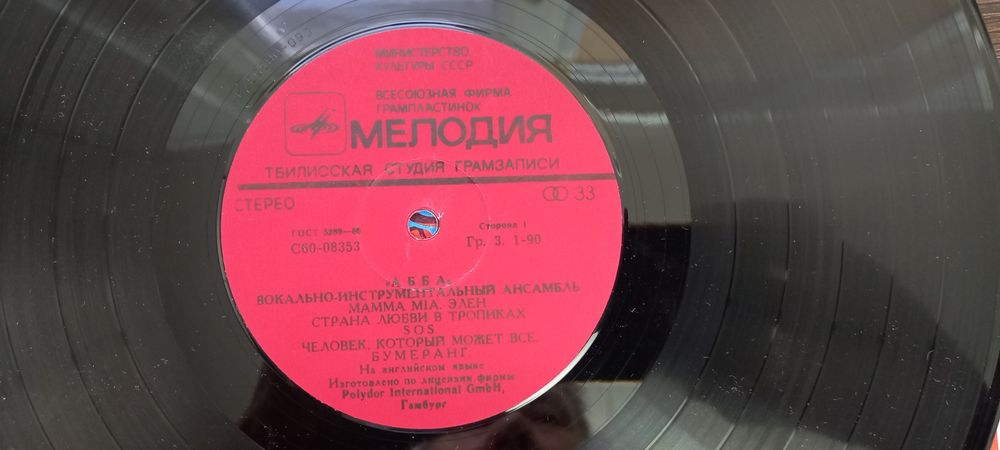 МИНИСТЕРСТВО
КУЛЬТУРЫ СССР
ВСЕСОЮЗНАЯ ФИРМА
ГРАМПЛАСТИНОК
МЕЛОДИЯ
ТБИЛИССКАЯ СТУДИЯ ГРАМЗАПИСИ
СТЕРЕО
33
ГОСТ 5289—80
Сторона 1
С60-08353
Гр. 3. 1-90
«АББА»
ВОКАЛЬНО-ИНСТРУМЕНТАЛЬНЫЙ АНСАМБЛЬ
МАММА MIA. ЭЛЕН.
СТРАНА ЛЮБВИ В ТРОПИКАХ
SOS.
ЧЕЛОВЕК, КОТОРЫЙ МОЖЕТ ВСЕ.
БУМЕРАНГ
На английском языке
Изготовлено по лицензии фирмы
Polydor International GmbH,
Гамбург